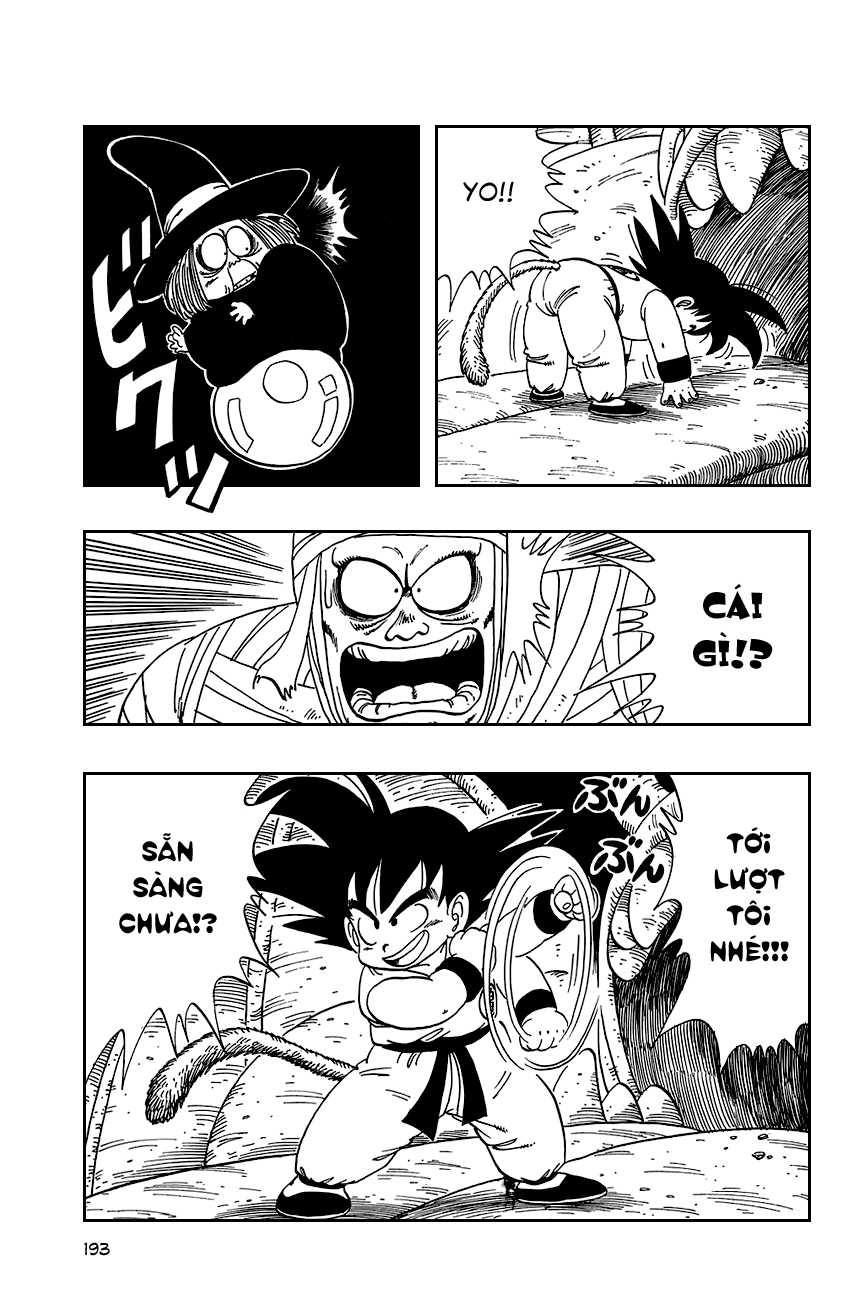 YO!!
ビクッ
CÁI
GÌ!?
ぶん
ぶん
TỚI
LƯỢT
TÔI
NHÉ!!!
SẴN
SÀNG
CHƯA!?
193